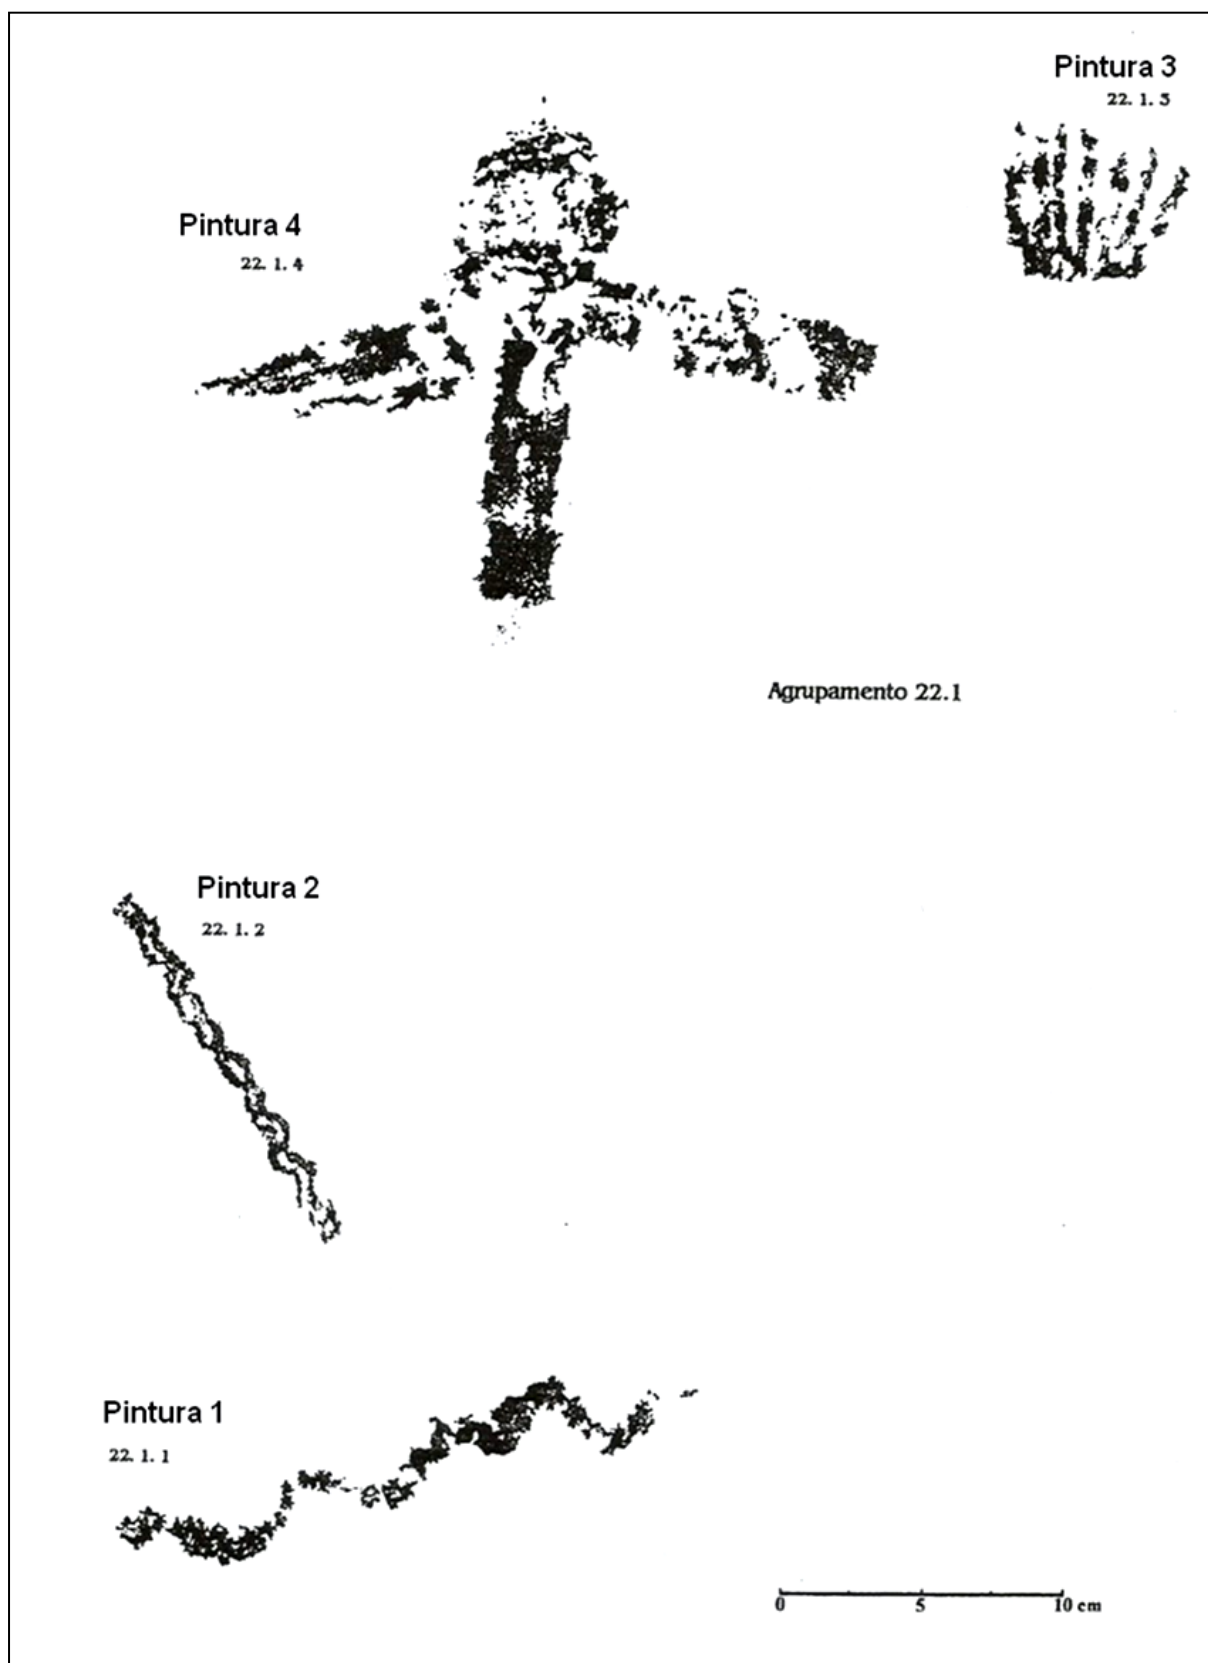 Pintura 3
22. 1. 3
Pintura 4
22. 1. 4
Agrupamento 22.1
Pintura 2
22. 1. 2
Pintura 1
22. 1. 1
0 5 10 cm